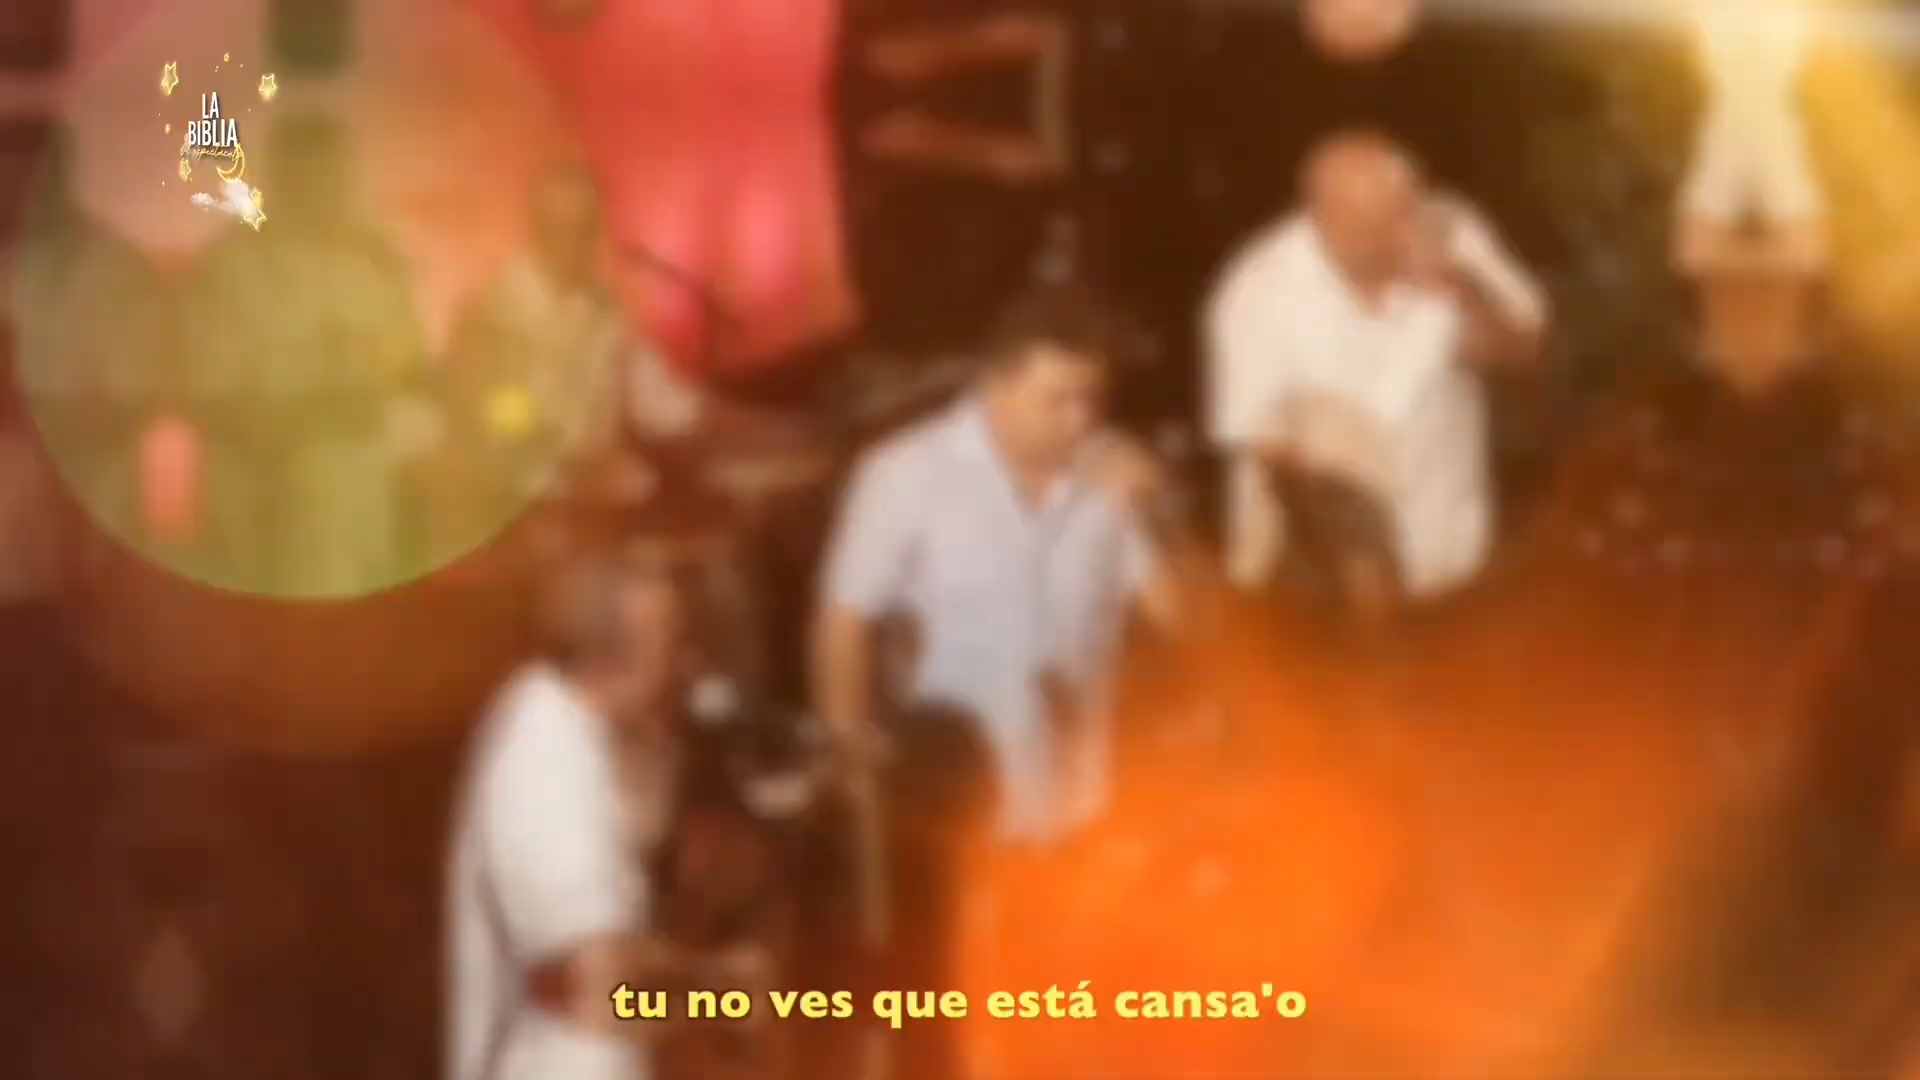 LA
BIBLIA
tu no ves que está cansa'o